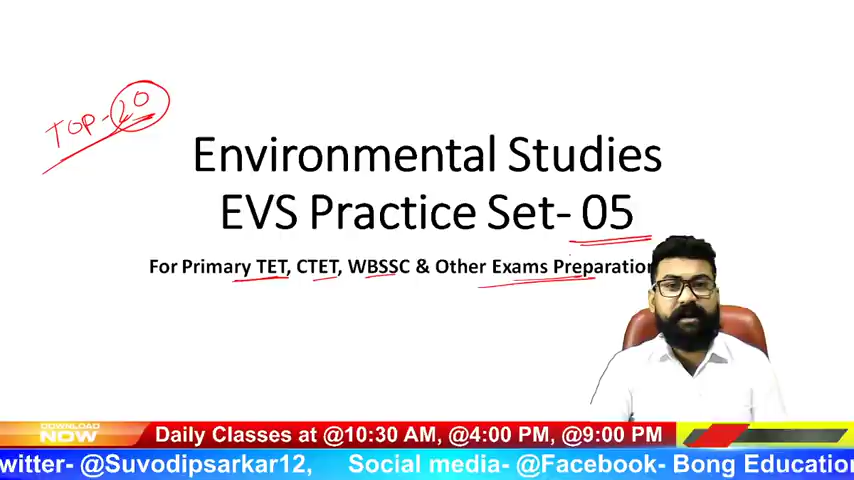 TOP-20
Environmental Studies
EVS Practice Set- 05
For Primary TET, CTET, WBSSC & Other Exams Preparation
DOWNLOAD
NOW
Daily Classes at @10:30 AM, @4:00 PM, @9:00 PM
witter- @Suvodipsarkar12, Social media- @Facebook- Bong Education